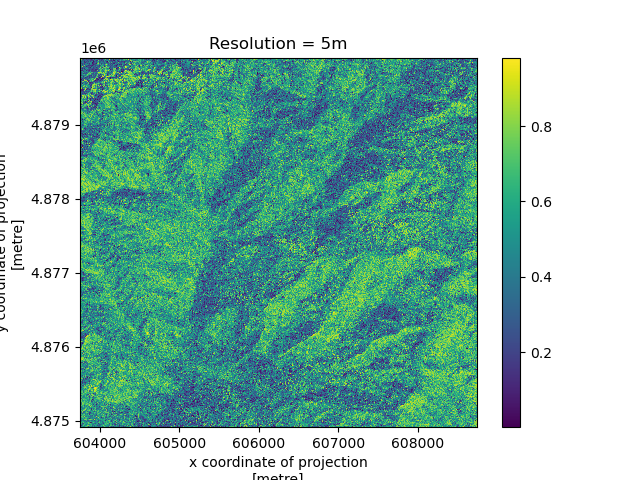 Resolution = 5m
1e6
4.879
4.878
4.877
4.876
4.875
604000 605000 606000 607000 608000
x coordinate of projection
[metre]
y coordinate of projection
[metre]
0.8
0.6
0.4
0.2